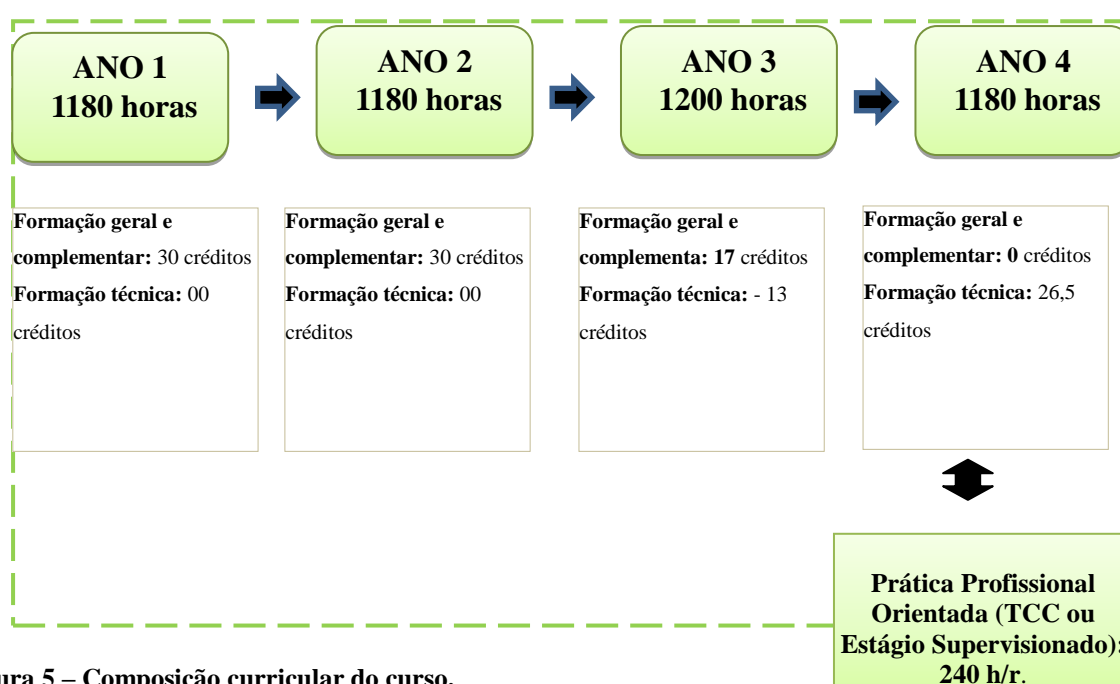 ANO 1
1180 horas
ANO 2
1180 horas
ANO 3
1200 horas
ANO 4
1180 horas
Formação geral e
complementar: 30 créditos
Formação técnica: 00
créditos
Formação geral e
complementar: 30 créditos
Formação técnica: 00
créditos
Formação geral e
complementa: 17 créditos
Formação técnica: - 13
créditos
Formação geral e
complementar: 0 créditos
Formação técnica: 26,5
créditos
Prática Profissional
Orientada (TCC ou
Estágio Supervisionado):
240 h/r.
ura 5 – Composição curricular do curso.